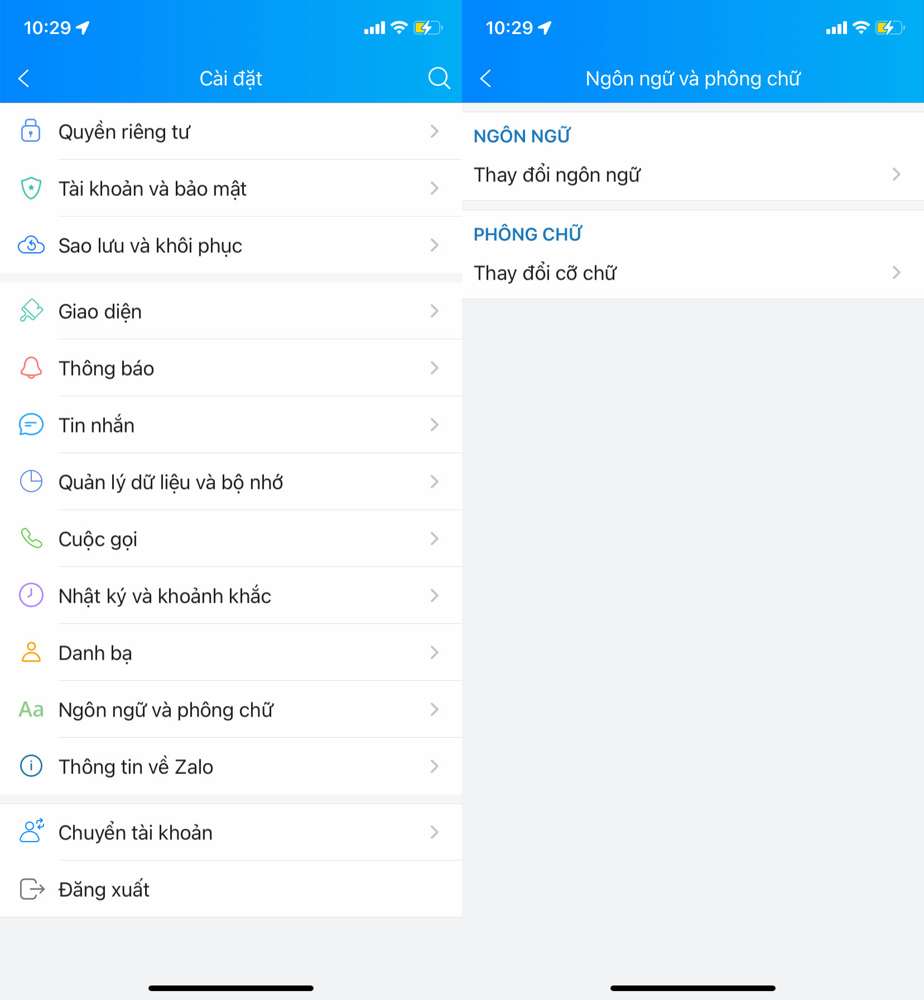 10:29
Cài đặt
Quyền riêng tư
Tài khoản và bảo mật
Sao lưu và khôi phục
Giao diện
Thông báo
Tin nhắn
Quản lý dữ liệu và bộ nhớ
Cuộc gọi
Nhật ký và khoảnh khắc
Danh bạ
Aa Ngôn ngữ và phông chữ
Thông tin về Zalo
Chuyển tài khoản
Đăng xuất
10:29
Ngôn ngữ và phông chữ
NGÔN NGỮ
Thay đổi ngôn ngữ
PHÔNG CHỮ
Thay đổi cỡ chữ